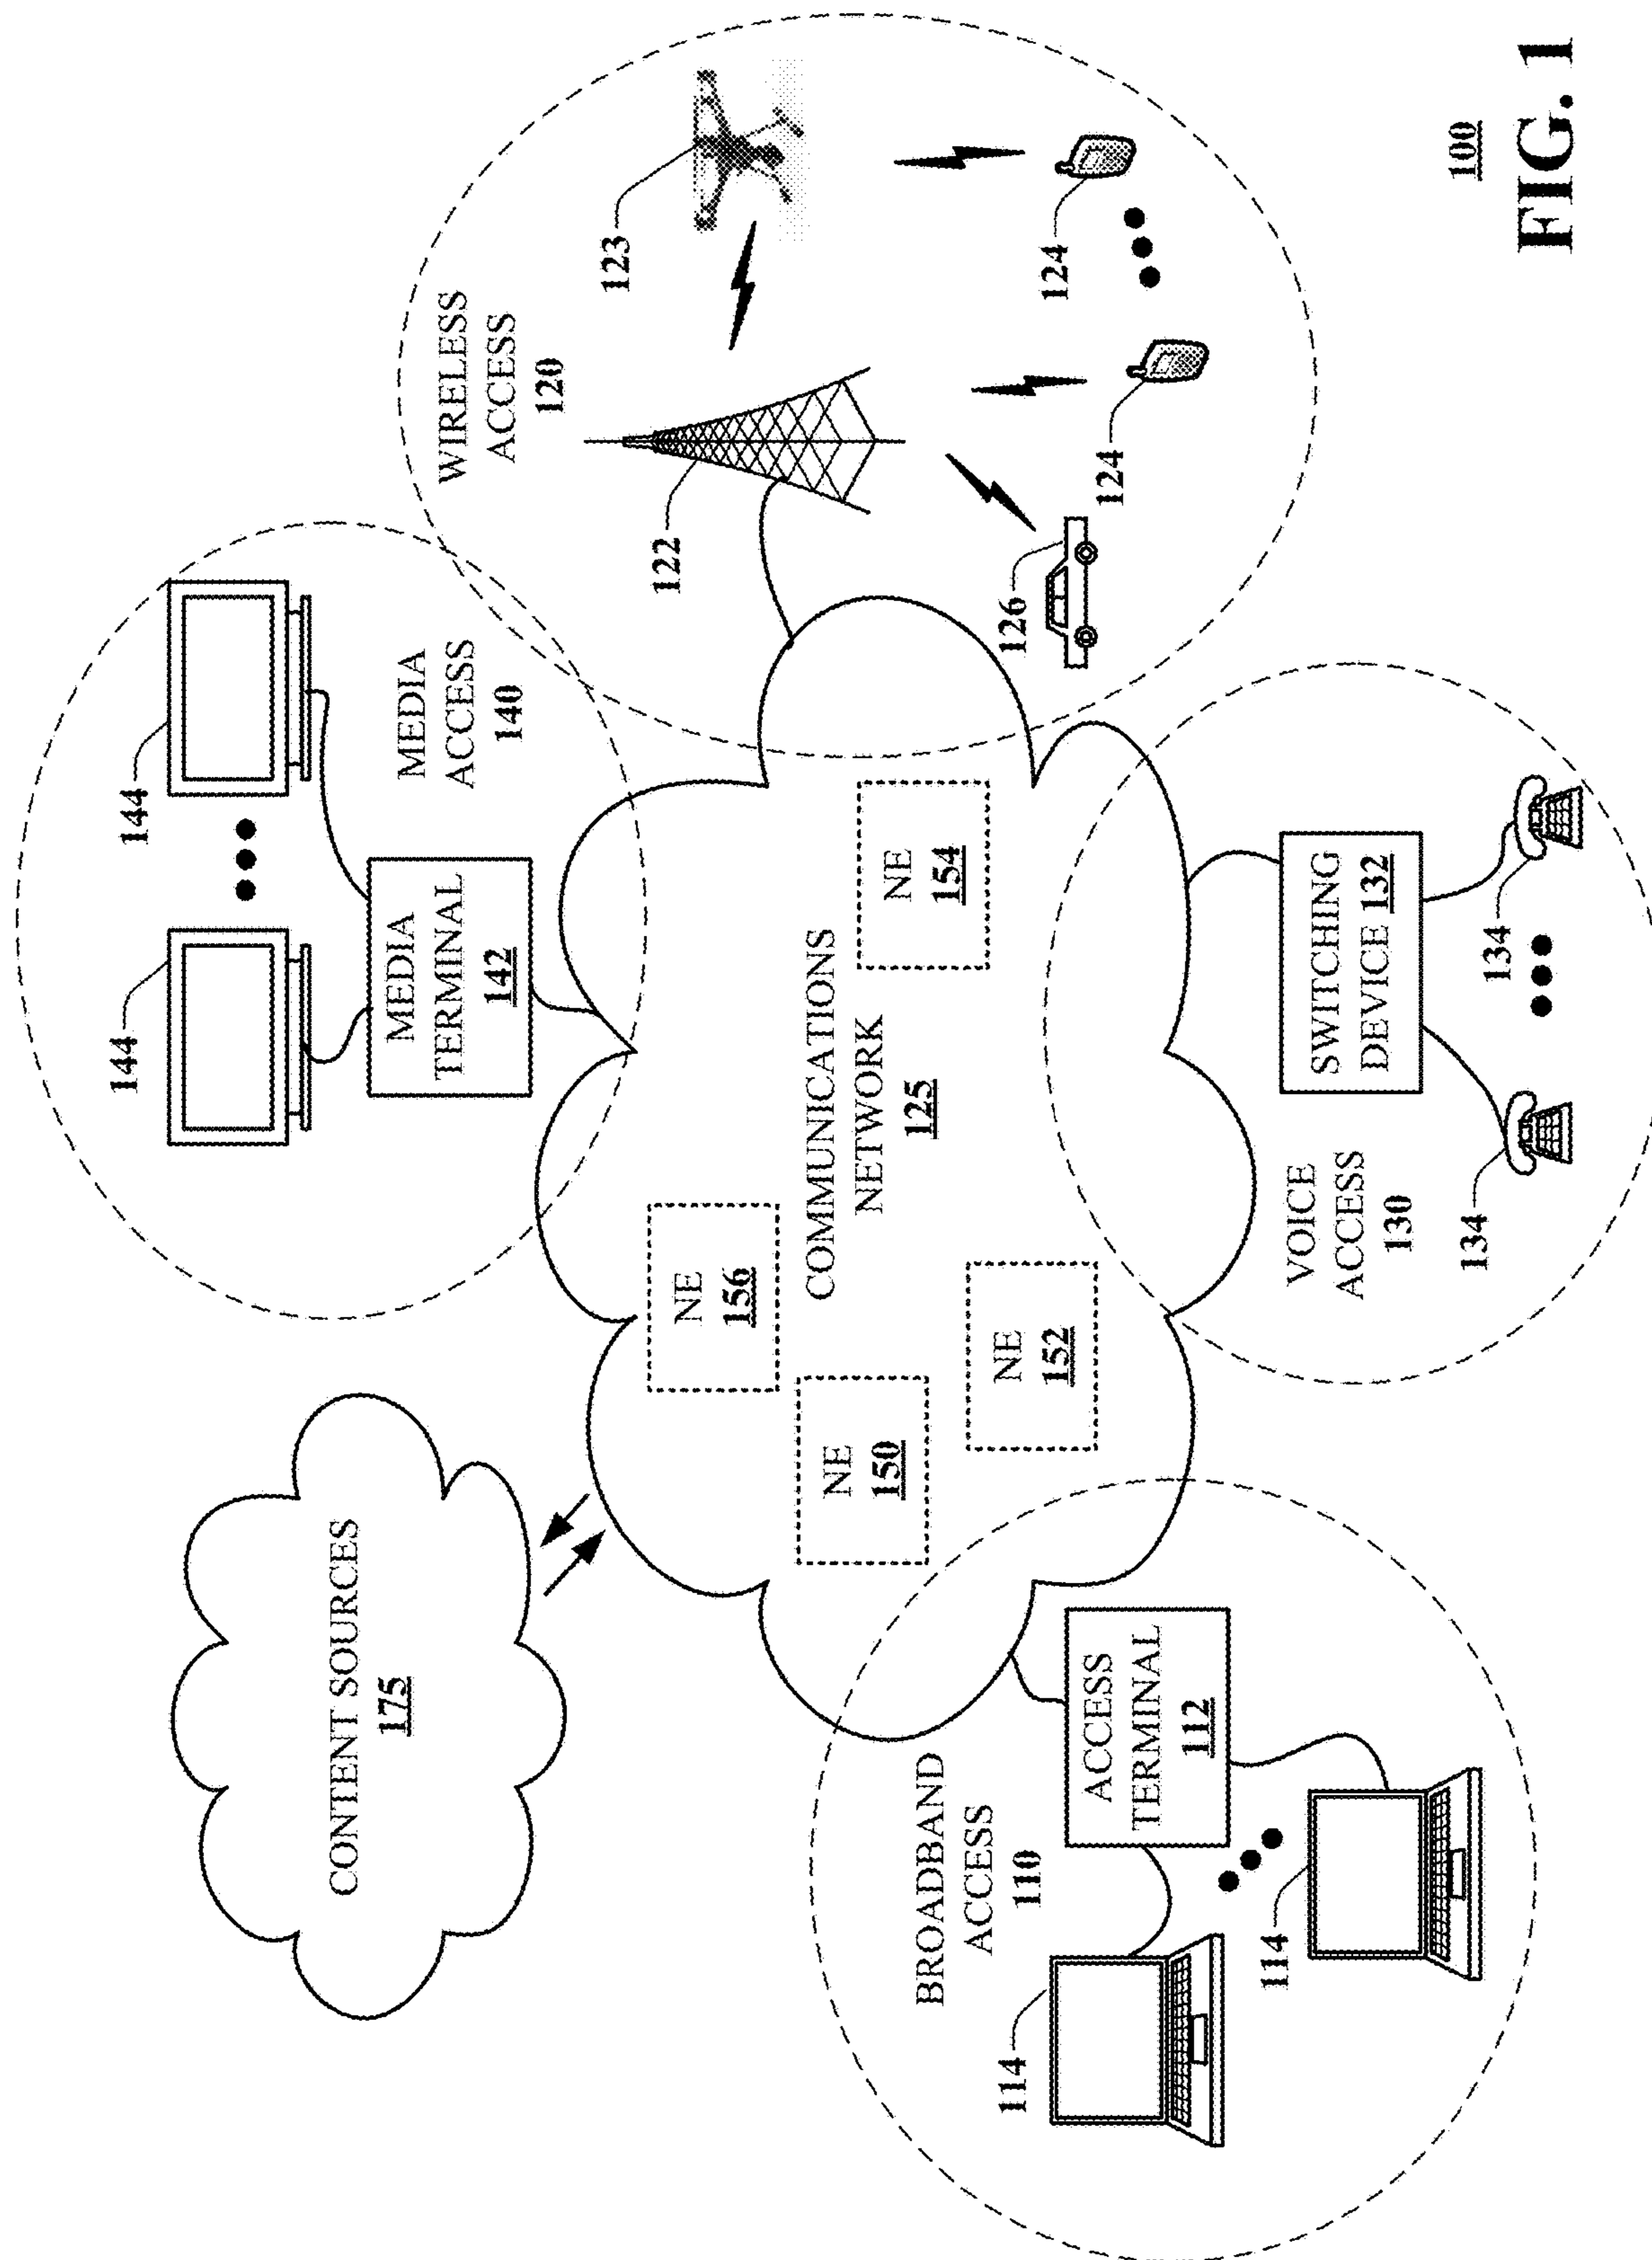 CONTENT SOURCES
175
144
144
MEDIA
TERMINAL
142
MEDIA
ACCESS
140
WIRELESS
ACCESS
120
122
123
124
124
126
COMMUNICATIONS
NETWORK
125
NE
156
NE
150
NE
152
NE
154
BROADBAND
ACCESS
110
ACCESS
TERMINAL
112
114
114
VOICE
ACCESS
130
SWITCHING
DEVICE 132
134
134
100
FIG. 1